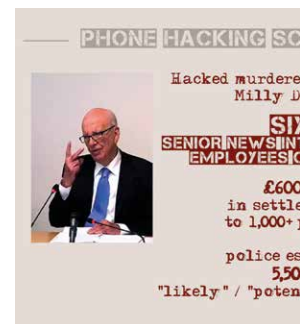 PHONE HACKING SC
Hacked murdere
Milly D
SIX
SENIOR NEWS INT
EMPLOYEES C
£600
in settle
to 1,000+ p
police es
5,50
"likely" / "poten